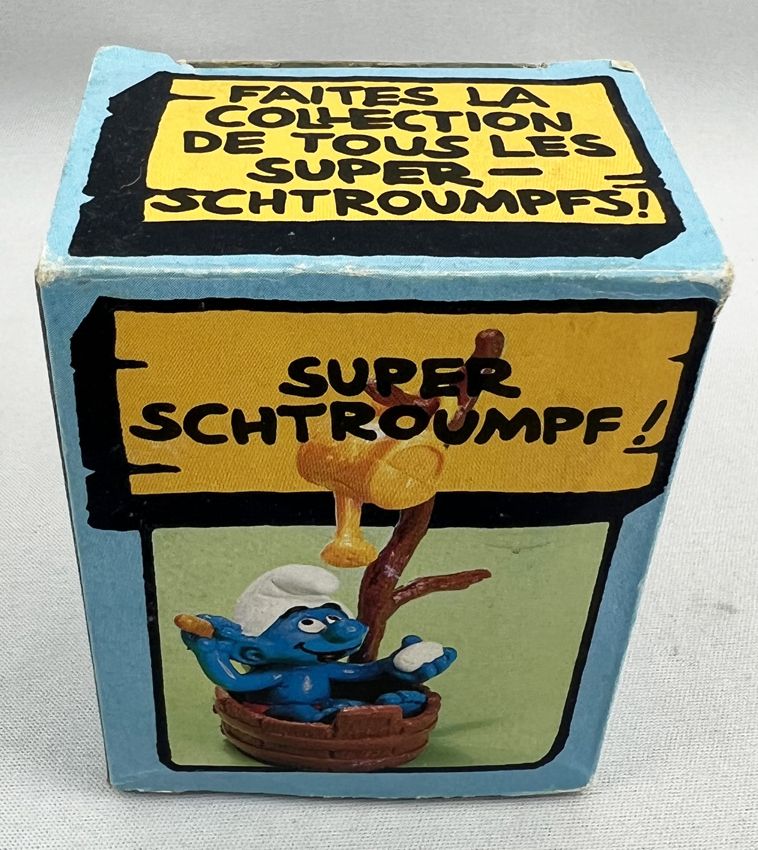 FAITES LA
COLLECTION
DE TOUS LES
SUPER-
SCHTROUMPFS!
SUPER
SCHTROUMPF!